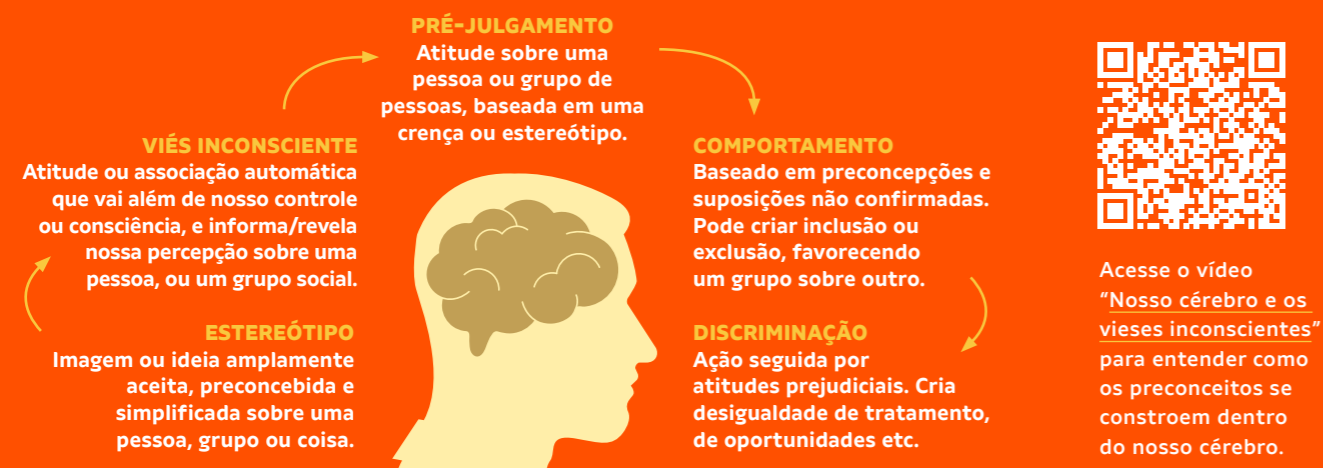 PRÉ-JULGAMENTO
Atitude sobre uma
pessoa ou grupo de
pessoas, baseada em uma
crença ou estereótipo.
VIÉS INCONSCIENTE
Atitude ou associação automática
que vai além de nosso controle
ou consciência, e informa/revela
nossa percepção sobre uma
pessoa, ou um grupo social.
ESTEREÓTIPO
Imagem ou ideia amplamente
aceita, preconcebida e
simplificada sobre uma
pessoa, grupo ou coisa.
COMPORTAMENTO
Baseado em preconcepções e
suposições não confirmadas.
Pode criar inclusão ou
exclusão, favorecendo
um grupo sobre outro.
DISCRIMINAÇÃO
Ação seguida por
atitudes prejudiciais. Cria
desigualdade de tratamento,
de oportunidades etc.
Acesse o vídeo
"Nosso cérebro e os
vieses inconscientes"
para entender como
os preconceitos se
constroem dentro
do nosso cérebro.